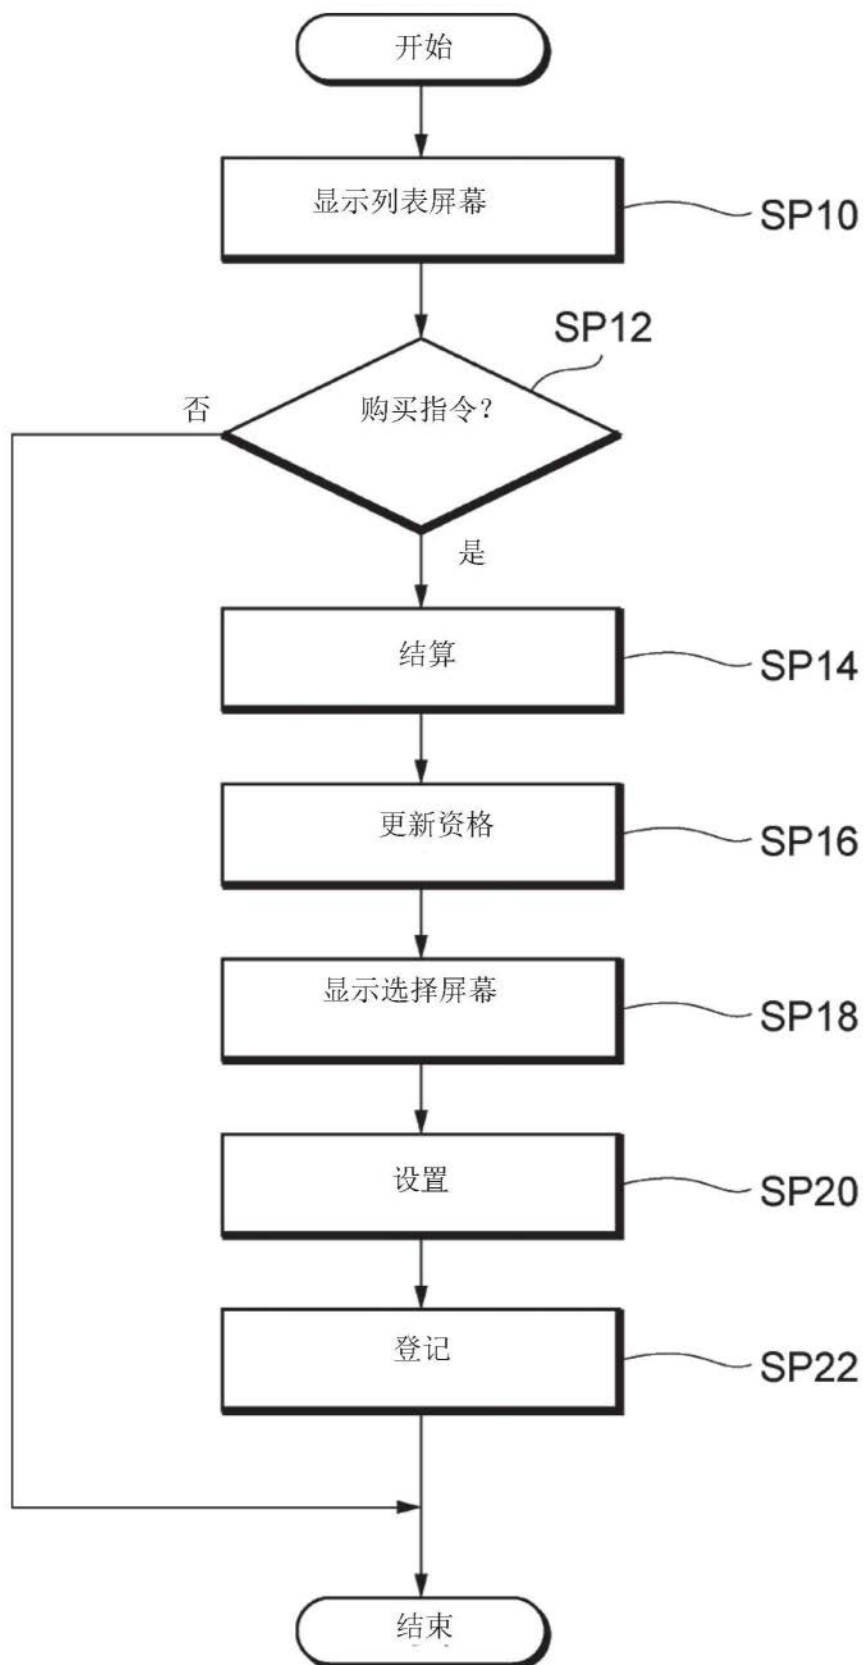 开始
显示列表屏幕
SP10
SP12
购买指令?
否
是
结算
SP14
更新资格
SP16
显示选择屏幕
SP18
设置
SP20
登记
SP22
结束